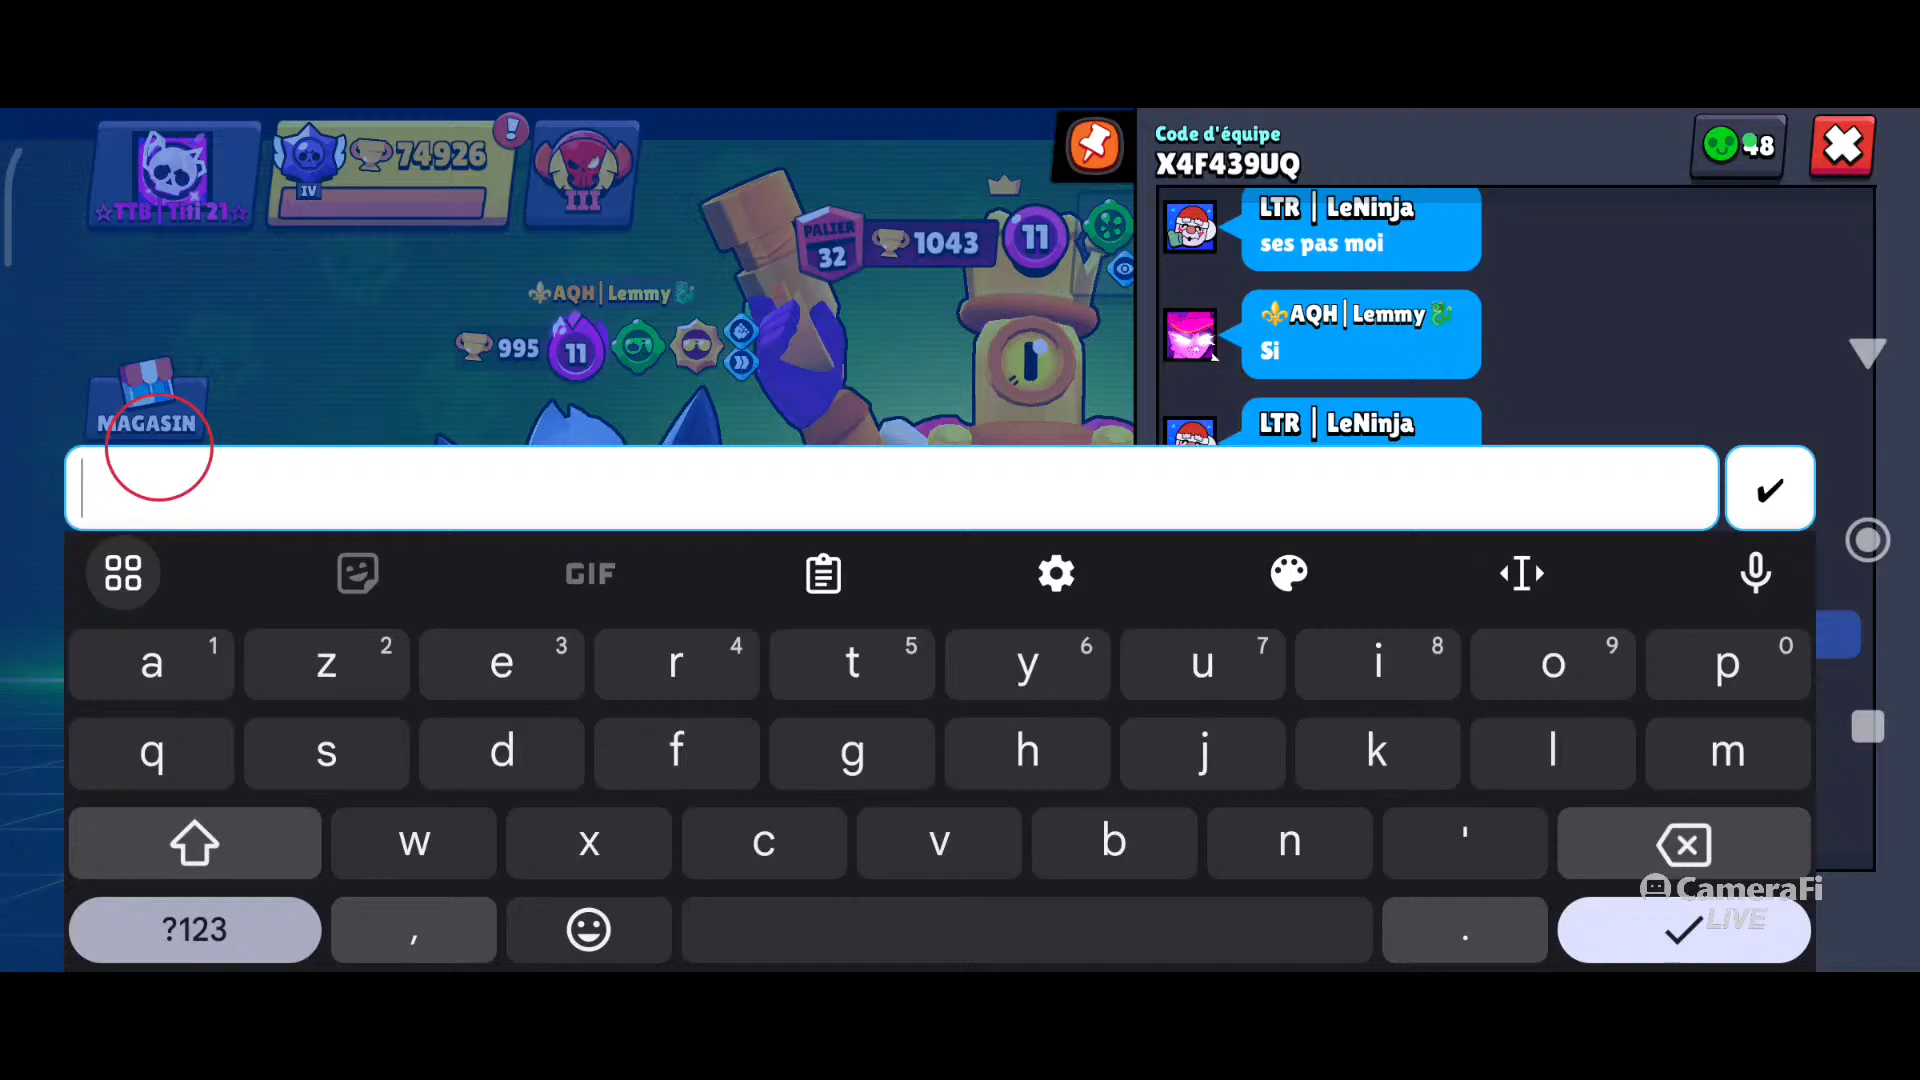 ☆TTB | Titi 21☆
IV
74926
!
III
PALIER
32
1043
11
⚜AQH|Lemmy🐉
995
11
MAGASIN
Code d'équipe
X4F439UQ
48
LTR | LeNinja
ses pas moi
⚜AQH|Lemmy🐉
Si
LTR | LeNinja
GIF
a 1 z 2 e 3 r 4 t 5 y 6 u 7 i 8 o 9 p 0
q s d f g h j k l m
w x c v b n '
?123 , .
CameraFi
LIVE